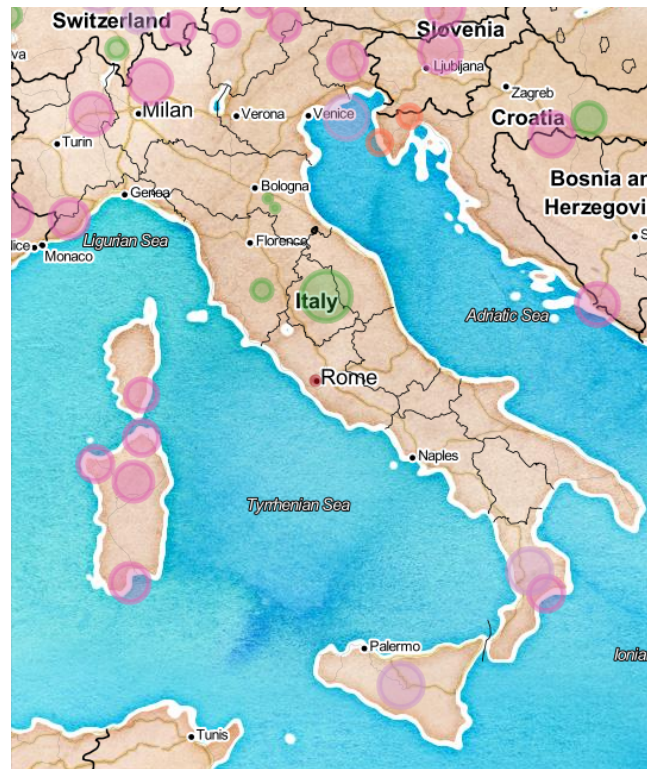 Switzerland
Slovenia
Ljubljana
Milan
Zagreb
Verona
Venice
Croatia
Turin
Bosnia an
Herzegovi
Bologna
Genoa
Florence
Ligurian Sea
lice
Monaco
Italy
Adriatic Sea
Rome
Naples
Tyrrhenian Sea
Palermo
Ionia
Tunis